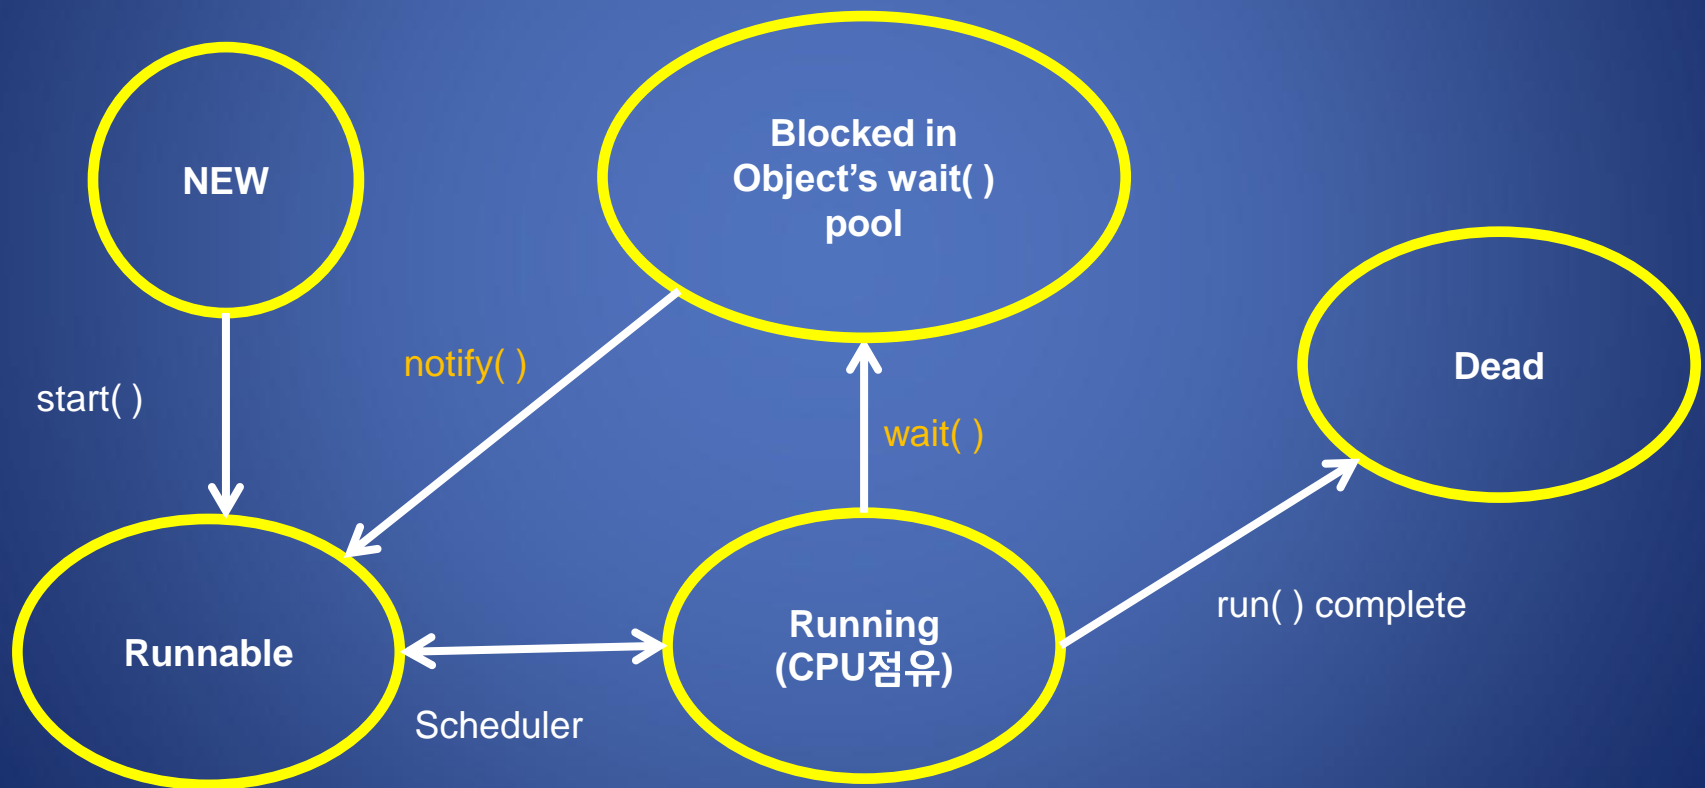 NEW
Blocked in
Object’s wait( )
pool
notify( )
start( )
Dead
wait( )
Runnable
Scheduler
Running
(CPU점유)
run( ) complete